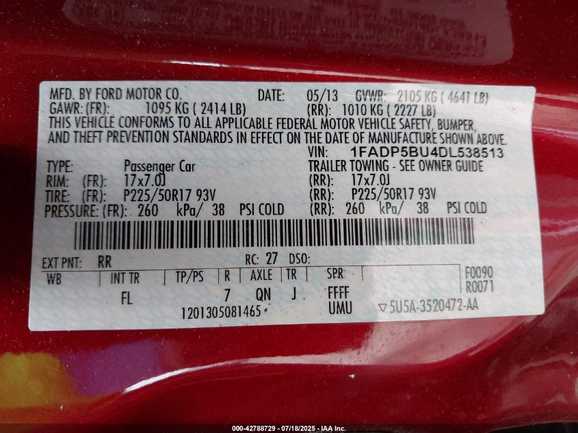 MFD. BY FORD MOTOR CO. DATE: 05/13 GVWR: 2105 KG ( 4641 LB)
GAWR: (FR): 1095 KG ( 2414 LB) (RR): 1010 KG ( 2227 LB)
THIS VEHICLE CONFORMS TO ALL APPLICABLE FEDERAL MOTOR VEHICLE SAFETY, BUMPER,
AND THEFT PREVENTION STANDARDS IN EFFECT ON THE DATE OF MANUFACTURE SHOWN ABOVE.
VIN: 1FADP5BU4DL538513
TYPE: Passenger Car TRAILER TOWING - SEE OWNER GUIDE
RIM: (FR) 17x7.0J (RR): 17x7.0J
TIRE: (FR) P225/50R17 93V (RR): P225/50R17 93V
PRESSURE: (FR): 260 kPa/ 38 PSI COLD (RR): 260 kPa/ 38 PSI COLD
EXT PNT: RR RC: 27 DSO:
WB INT TR TP/PS R AXLE TR SPR F0090
R0071
FL 7 QN J FFFF
1201305081465* UMU ▽5U5A-3520472-AA
000-42788729 - 07/18/2025 - IAA Inc.